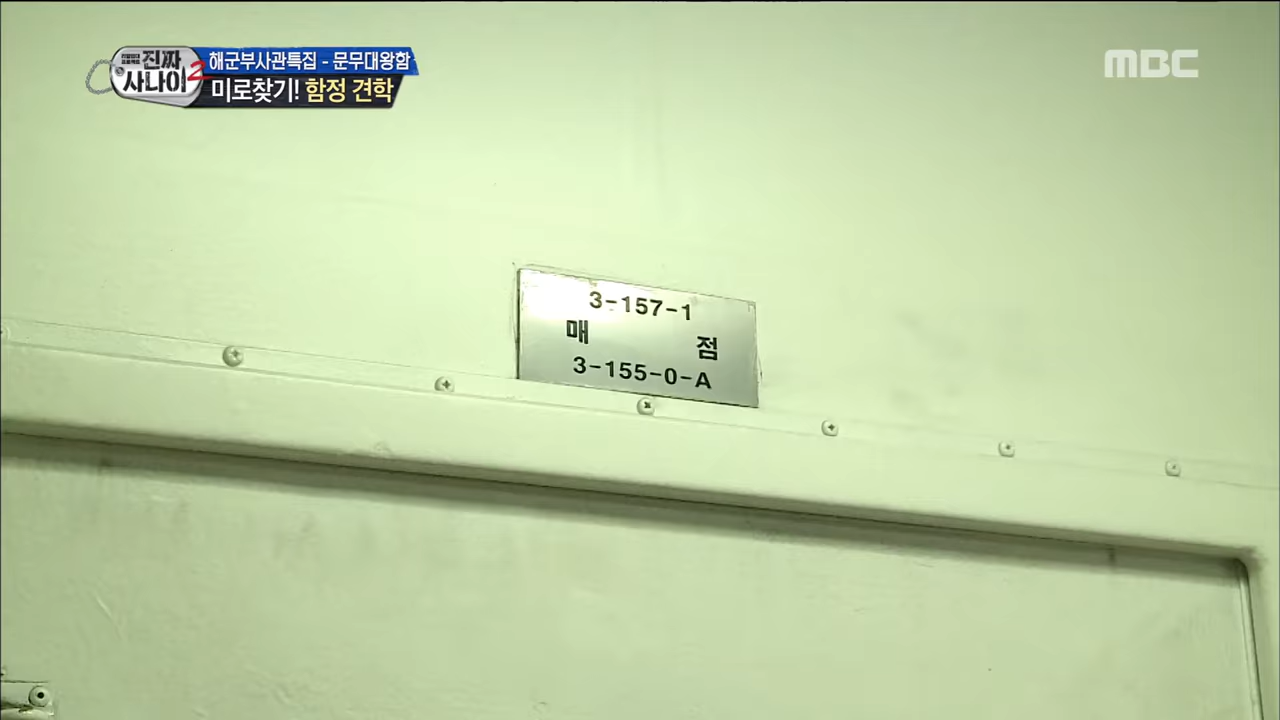 진짜
사나이2
해군부사관특집 - 문무대왕함
미로찾기! 함정 견학
MBC
3-157-1
매 점
3-155-0-A